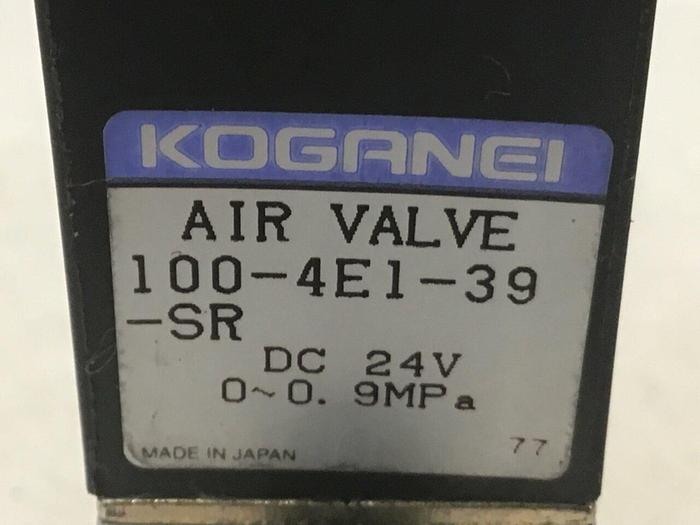 KOGANEI
AIR VALVE
100-4E1-39
-SR
DC 24V
0~0. 9MPa
MADE IN JAPAN 77